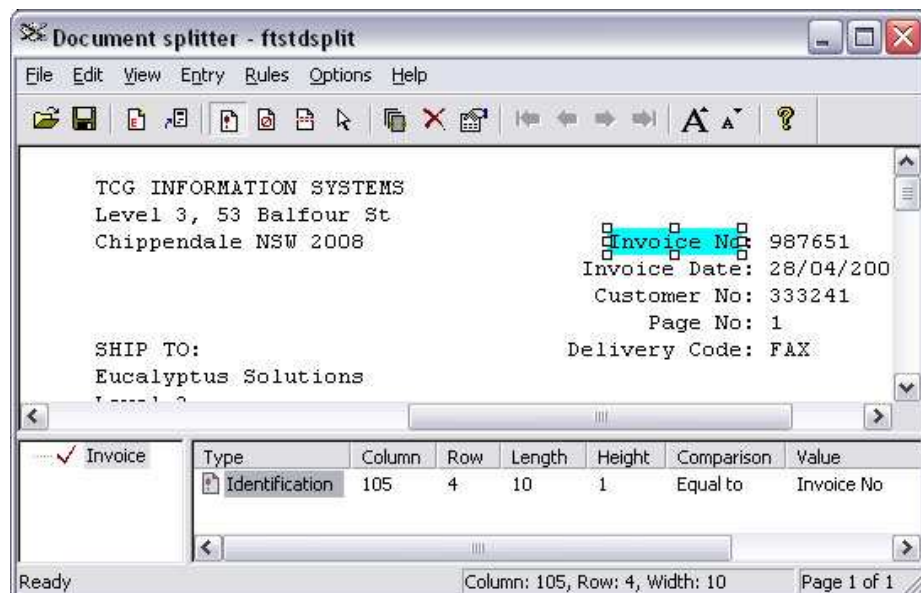 Document splitter - ftstdsplit
File Edit View Entry Rules Options Help
TCG INFORMATION SYSTEMS
Level 3, 53 Balfour St
Chippendale NSW 2008 Invoice No: 987651
Invoice Date: 28/04/200
Customer No: 333241
Page No: 1
SHIP TO: Delivery Code: FAX
Eucalyptus Solutions
Invoice
Type Column Row Length Height Comparison Value
Identification 105 4 10 1 Equal to Invoice No
Ready Column: 105, Row: 4, Width: 10 Page 1 of 1